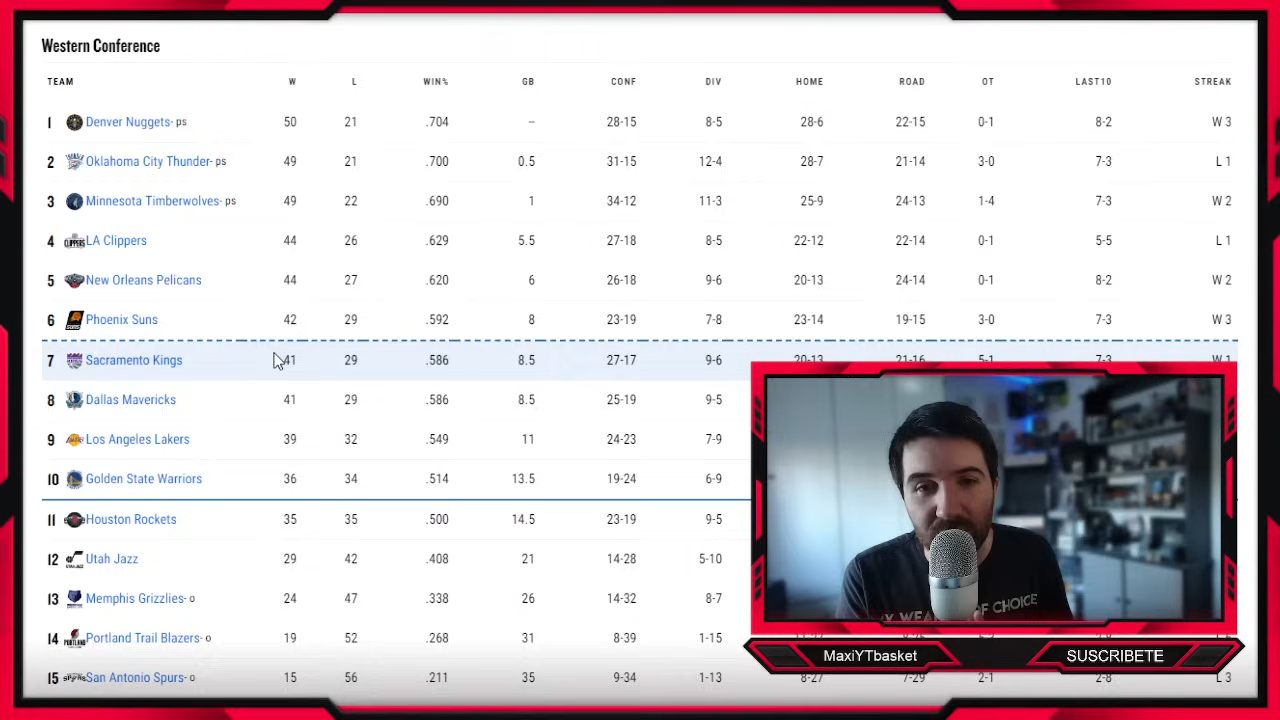 Western Conference
TEAM W L WIN% GB CONF DIV HOME ROAD OT LAST10 STREAK
1 Denver Nuggets- ps 50 21 .704 – 28-15 8-5 28-6 22-15 0-1 8-2 W 3
2 Oklahoma City Thunder- ps 49 21 .700 0.5 31-15 12-4 28-7 21-14 3-0 7-3 L 1
3 Minnesota Timberwolves- ps 49 22 .690 1 34-12 11-3 25-9 24-13 1-4 7-3 W 2
4 LA Clippers 44 26 .629 5.5 27-18 8-5 22-12 22-14 0-1 5-5 L 1
5 New Orleans Pelicans 44 27 .620 6 26-18 9-6 20-13 24-14 0-1 8-2 W 2
6 Phoenix Suns 42 29 .592 8 23-19 7-8 23-14 19-15 3-0 7-3 W 3
7 Sacramento Kings 41 29 .586 8.5 27-17 9-6 20-13 21-16 5-1 7-3 W 1
8 Dallas Mavericks 41 29 .586 8.5 25-19 9-5
9 Los Angeles Lakers 39 32 .549 11 24-23 7-9
10 Golden State Warriors 36 34 .514 13.5 19-24 6-9
11 Houston Rockets 35 35 .500 14.5 23-19 9-5
12 Utah Jazz 29 42 .408 21 14-28 5-10
13 Memphis Grizzlies- o 24 47 .338 26 14-32 8-7
14 Portland Trail Blazers- o 19 52 .268 31 8-39 1-15
15 San Antonio Spurs- o 15 56 .211 35 9-34 1-13 8-27 7-29 2-1 2-8 L 3
OF CHOICE
MaxiYTbasket
SUSCRIBETE